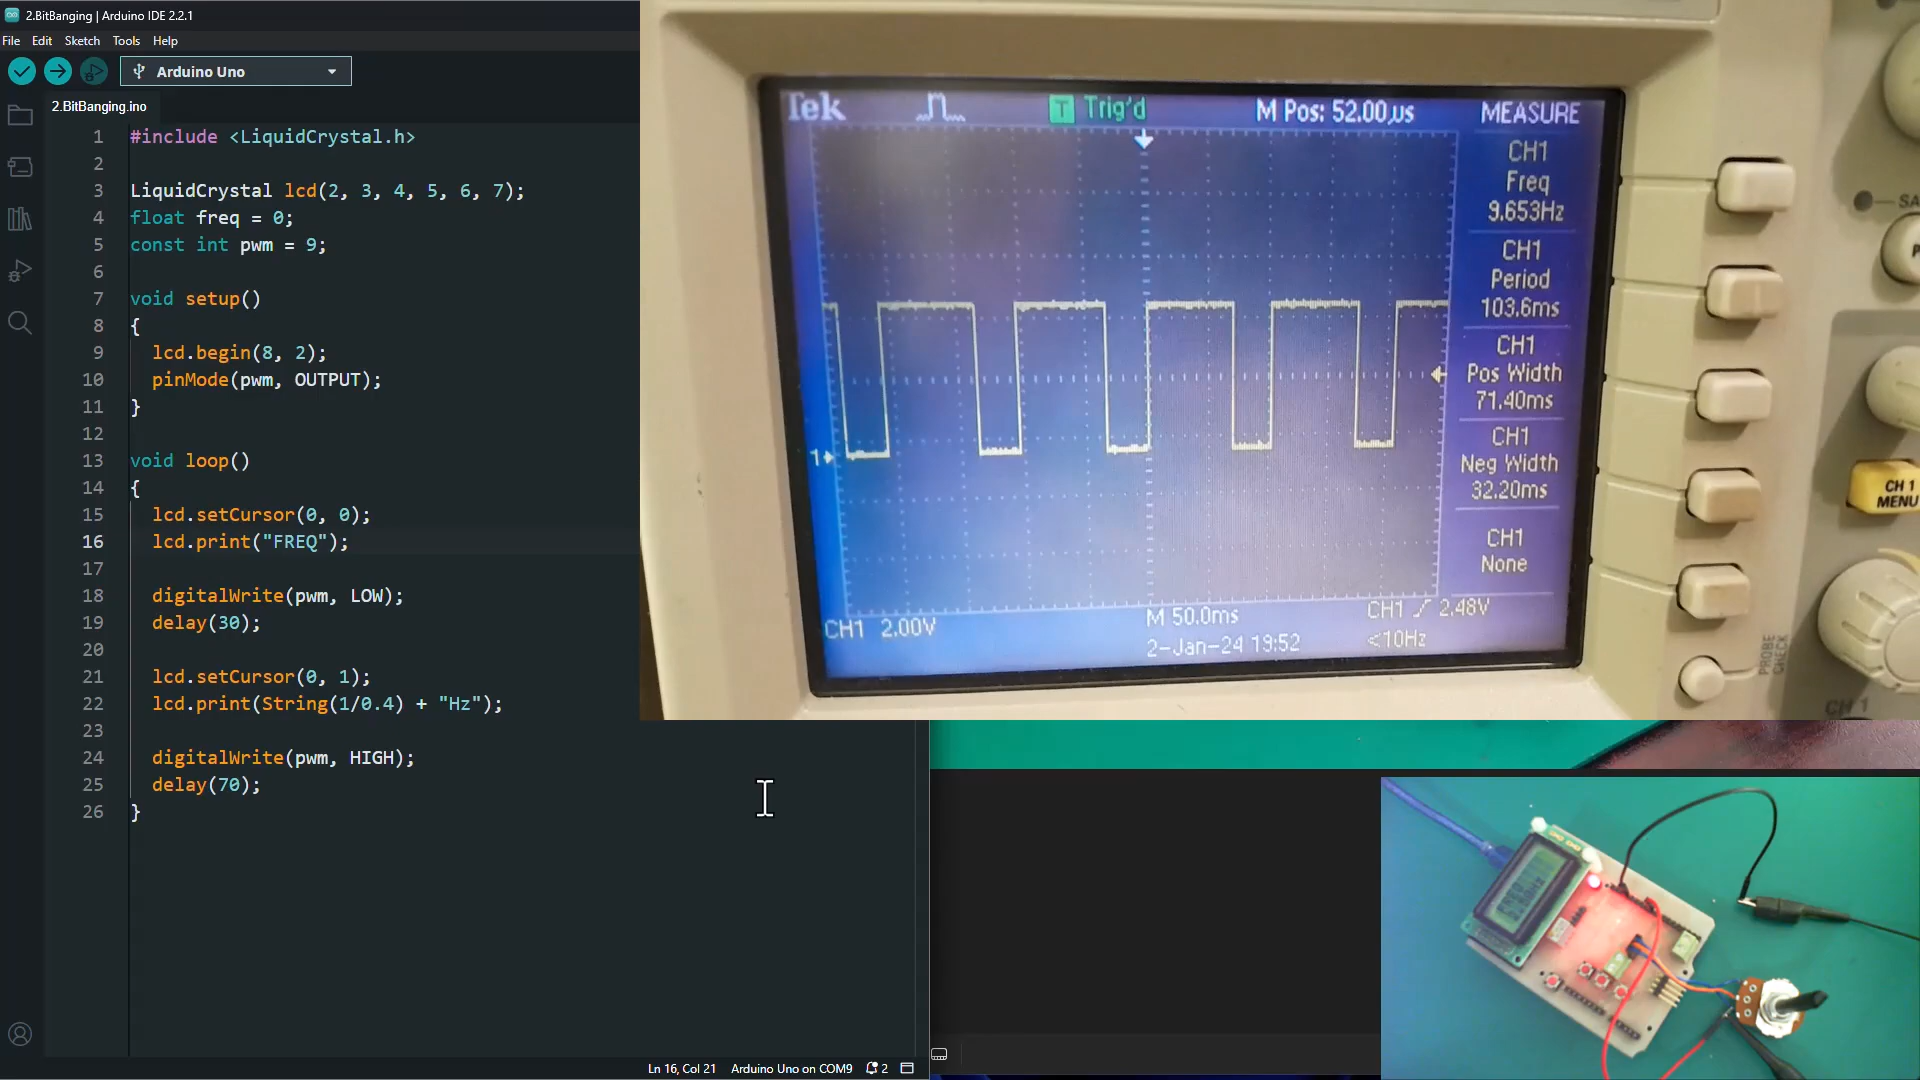 2.BitBanging | Arduino IDE 2.2.1
File Edit Sketch Tools Help
Arduino Uno
2.BitBanging.ino
1 #include <LiquidCrystal.h>
2
3 LiquidCrystal lcd(2, 3, 4, 5, 6, 7);
4 float freq = 0;
5 const int pwm = 9;
6
7 void setup()
8 {
9 lcd.begin(8, 2);
10 pinMode(pwm, OUTPUT);
11 }
12
13 void loop()
14 {
15 lcd.setCursor(0, 0);
16 lcd.print("FREQ");
17
18 digitalWrite(pwm, LOW);
19 delay(30);
20
21 lcd.setCursor(0, 1);
22 lcd.print(String(1/0.4) + "Hz");
23
24 digitalWrite(pwm, HIGH);
25 delay(70);
26 }
Ln 16, Col 21 Arduino Uno on COM9 2
Tek T Trig'd M Pos: 52.00µs MEASURE
CH1
Freq
9.653Hz
CH1
Period
103.6ms
CH1
Pos Width
71.40ms
CH1
Neg Width
32.20ms
CH1
None
1
CH1 2.00V M 50.0ms CH1 2.48V
2-Jan-24 19:52 <10Hz
SA
CH 1
MENU
PROBE
CHECK
CH 1